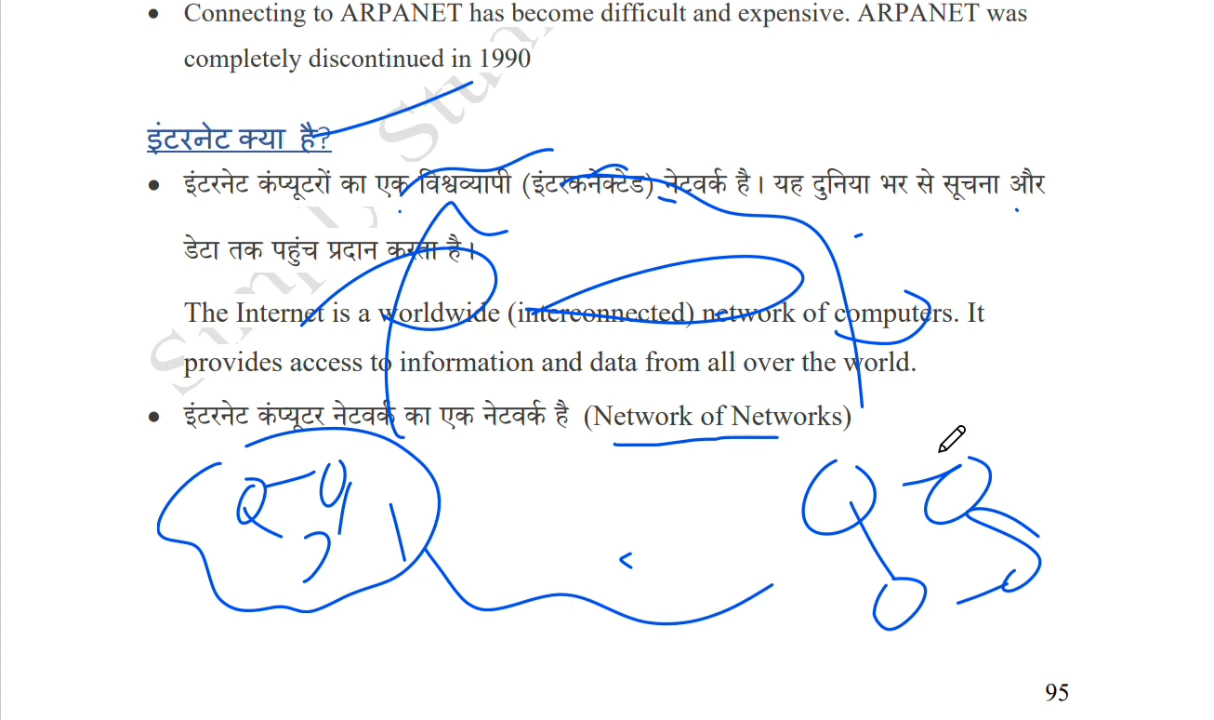 • Connecting to ARPANET has become difficult and expensive. ARPANET was
completely discontinued in 1990
इंटरनेट क्या है?
• इंटरनेट कंप्यूटरों का एक विश्वव्यापी (इंटरकनेक्टेड) नेटवर्क है। यह दुनिया भर से सूचना और
डेटा तक पहुंच प्रदान करता है।
The Internet is a worldwide (interconnected) network of computers. It
provides access to information and data from all over the world.
• इंटरनेट कंप्यूटर नेटवर्क का एक नेटवर्क है (Network of Networks)
95